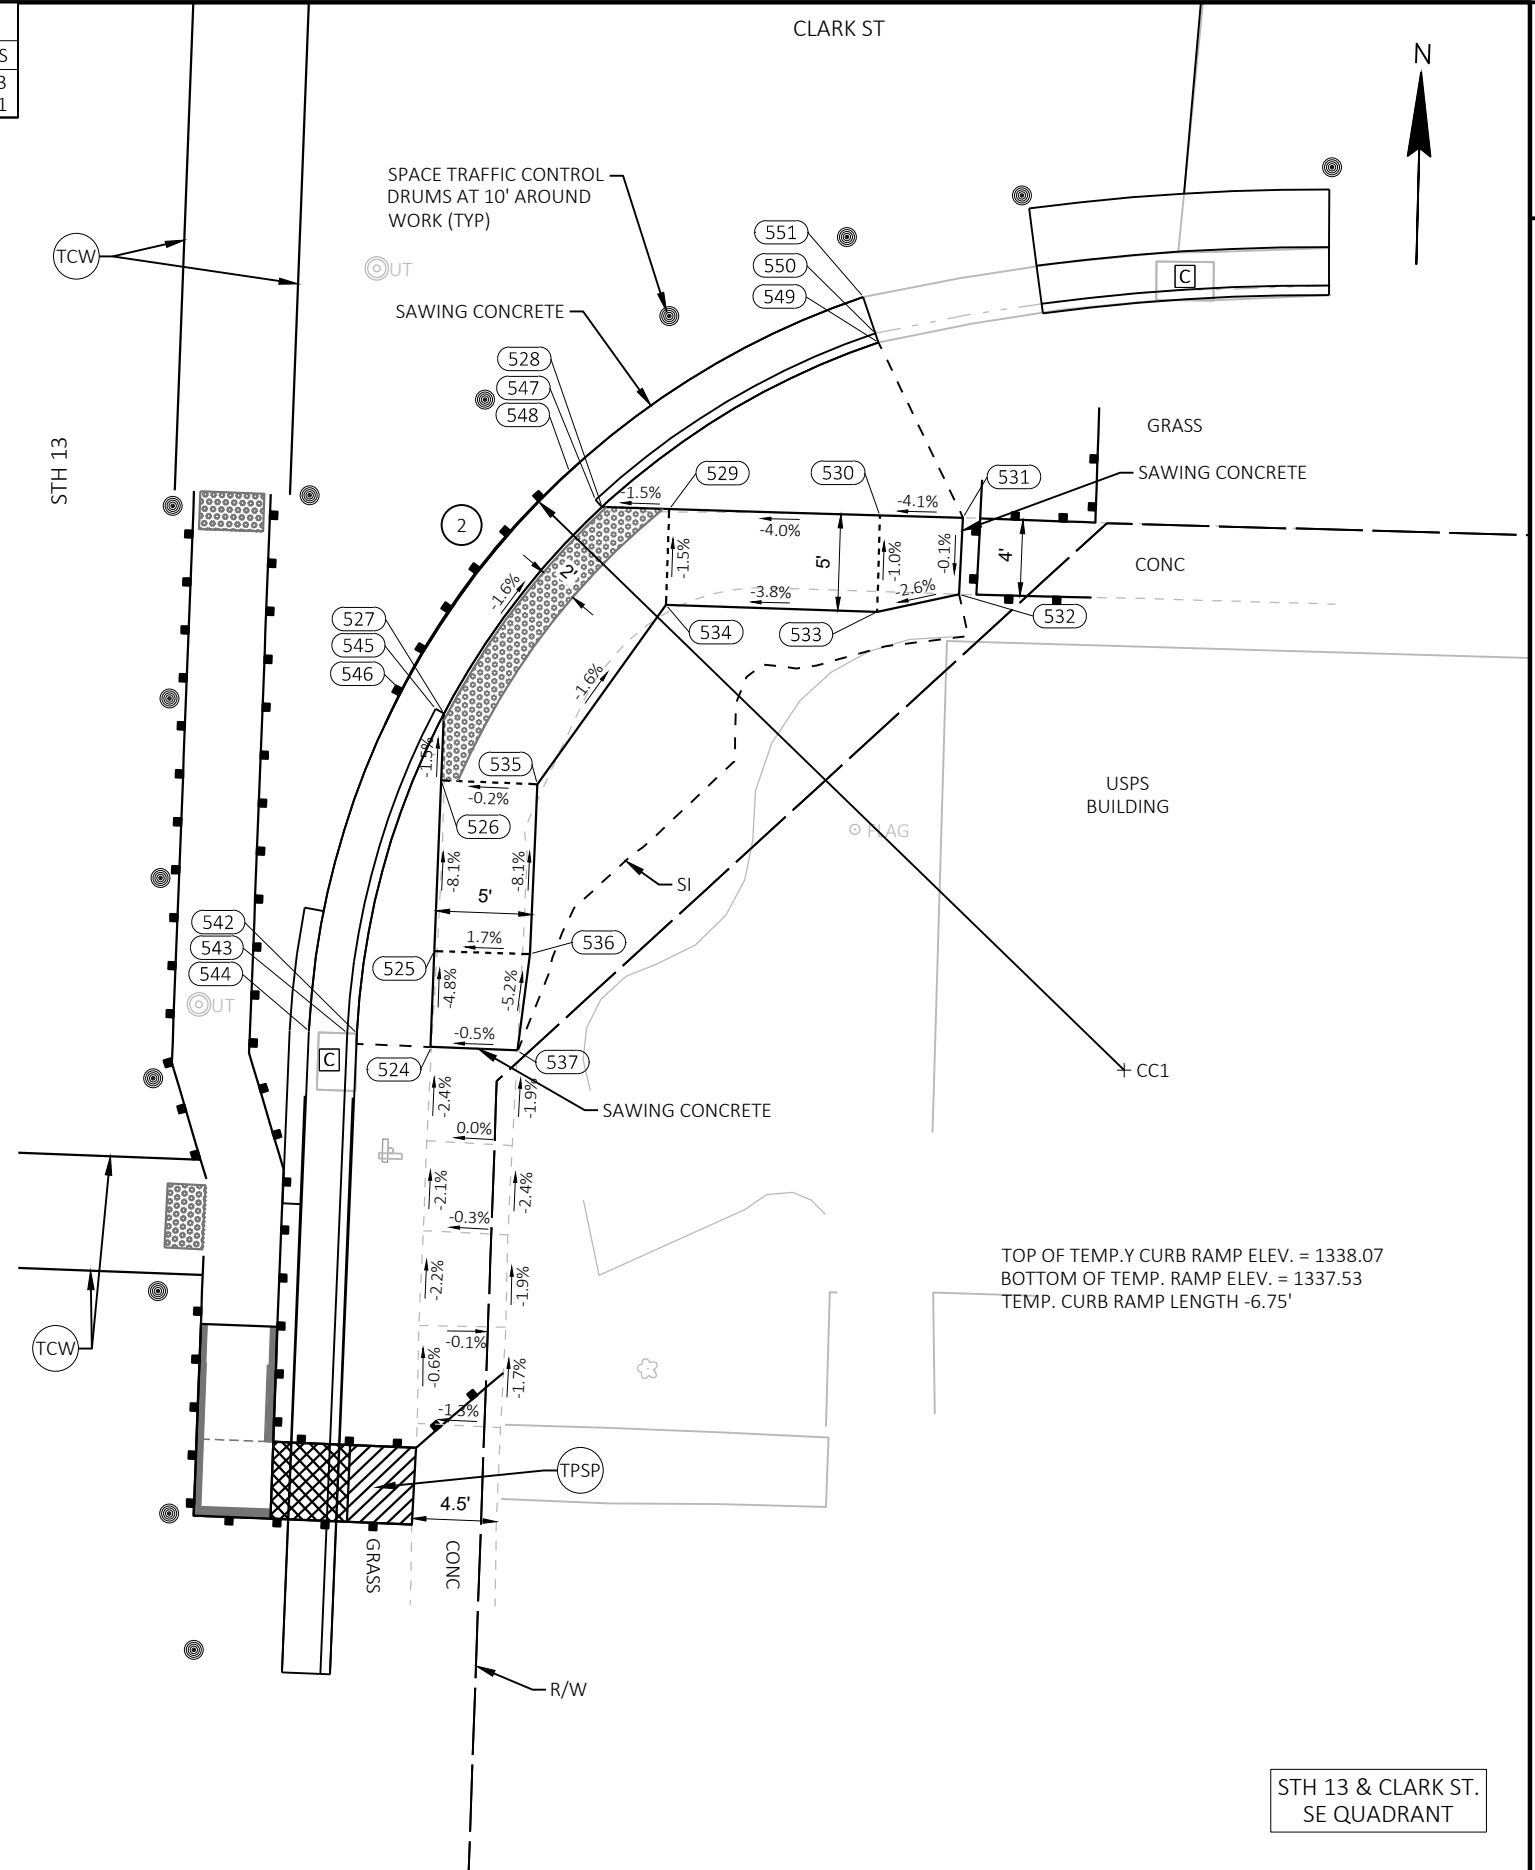 S
3
1
CLARK ST
N
SPACE TRAFFIC CONTROL
DRUMS AT 10' AROUND
WORK (TYP)
TCW
UT
SAWING CONCRETE
551
550
549
C
528
547
548
STH 13
GRASS
SAWING CONCRETE
529
530
531
2
-1.5%
-4.1%
-4.0%
-1.5%
5'
-1.0%
-0.1%
4'
CONC
2'
-1.6%
-3.8%
-2.6%
527
545
546
534
533
532
-1.6%
-1.5%
535
-0.2%
526
USPS
BUILDING
FLAG
-8.1%
-8.1%
SI
5'
542
543
544
1.7%
536
525
UT
-4.8%
-5.2%
-0.5%
C
524
537
CC1
-2.4%
-1.9%
SAWING CONCRETE
0.0%
-2.1%
-2.4%
-0.3%
-2.2%
-1.9%
TOP OF TEMP.Y CURB RAMP ELEV. = 1338.07
BOTTOM OF TEMP. RAMP ELEV. = 1337.53
TEMP. CURB RAMP LENGTH -6.75'
TCW
-0.1%
-0.6%
-1.7%
-1.3%
TPSP
4.5'
GRASS
CONC
R/W
STH 13 & CLARK ST.
SE QUADRANT